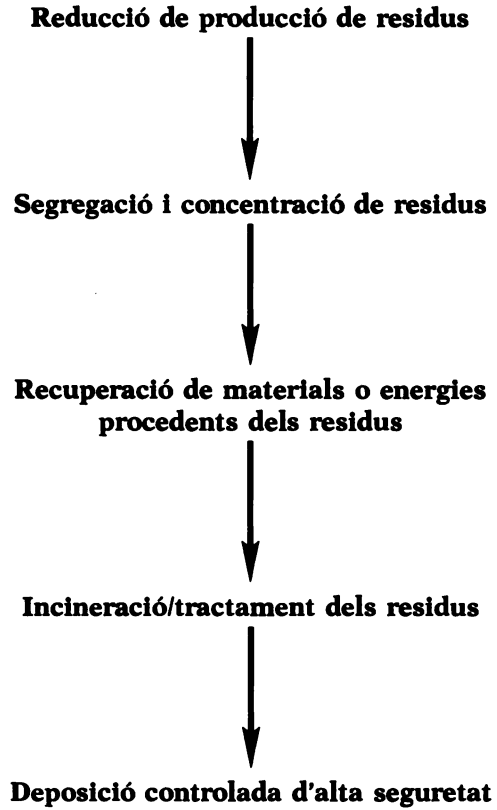 Reducció de producció de residus
Segregació i concentració de residus
Recuperació de materials o energies
procedents dels residus
Incineració/tractament dels residus
Deposició controlada d'alta seguretat